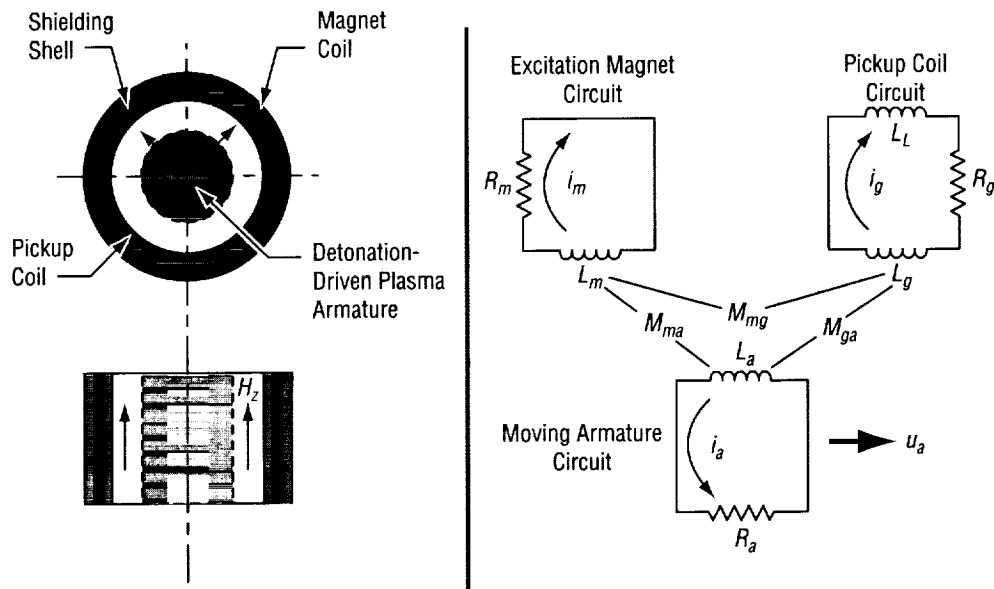 Shielding
Shell
Magnet
Coil
Pickup
Coil
Detonation-
Driven Plasma
Armature
H_z
Excitation Magnet
Circuit
Pickup Coil
Circuit
L_L
R_m
i_m
i_g
R_g
L_m
L_g
M_mg
M_ma
M_ga
L_a
Moving Armature
Circuit
i_a
u_a
R_a